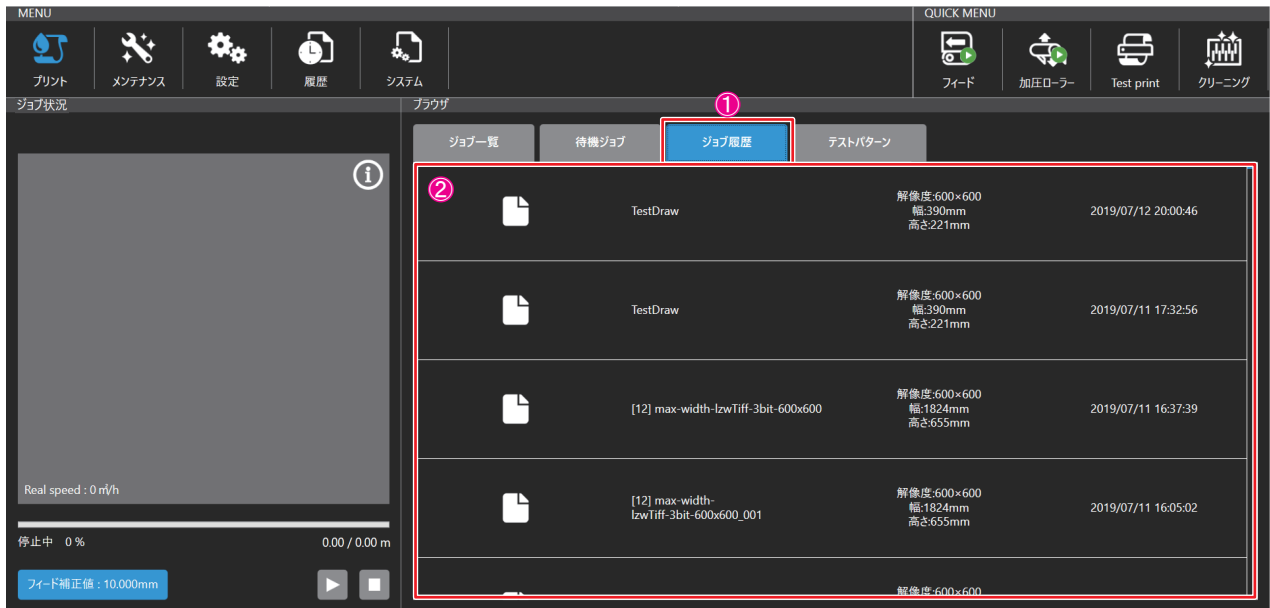 MENU
QUICK MENU
プリント
メンテナンス
設定
履歴
システム
フィード
加圧ローラー
Test print
クリーニング
ジョブ状況
ブラウザ
①
ジョブ一覧
待機ジョブ
ジョブ履歴
テストパターン
②
TestDraw
解像度:600×600
幅:390mm
高さ:221mm
2019/07/12 20:00:46
TestDraw
解像度:600×600
幅:390mm
高さ:221mm
2019/07/11 17:32:56
[12] max-width-lzwTiff-3bit-600x600
解像度:600×600
幅:1824mm
高さ:655mm
2019/07/11 16:37:39
[12] max-width-
lzwTiff-3bit-600x600_001
解像度:600×600
幅:1824mm
高さ:655mm
2019/07/11 16:05:02
解像度:600×600
Real speed : 0 ㎡/h
停止中 0 %
0.00 / 0.00 m
フィード補正値 : 10.000mm